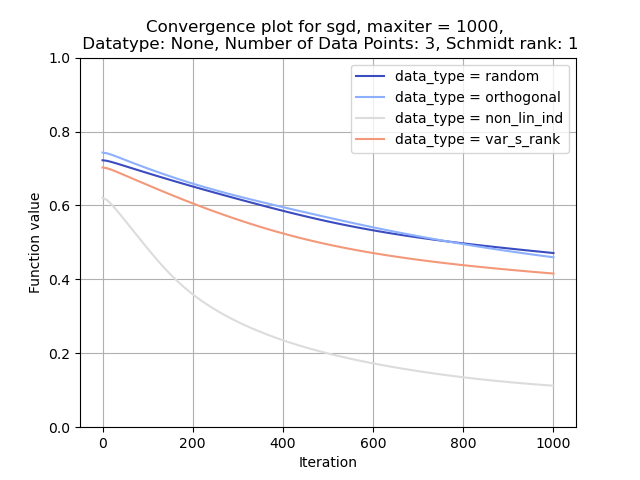 Convergence plot for sgd, maxiter = 1000,
Datatype: None, Number of Data Points: 3, Schmidt rank: 1
data_type = random
data_type = orthogonal
data_type = non_lin_ind
data_type = var_s_rank
Function value
1.0
0.8
0.6
0.4
0.2
0.0
0 200 400 600 800 1000
Iteration